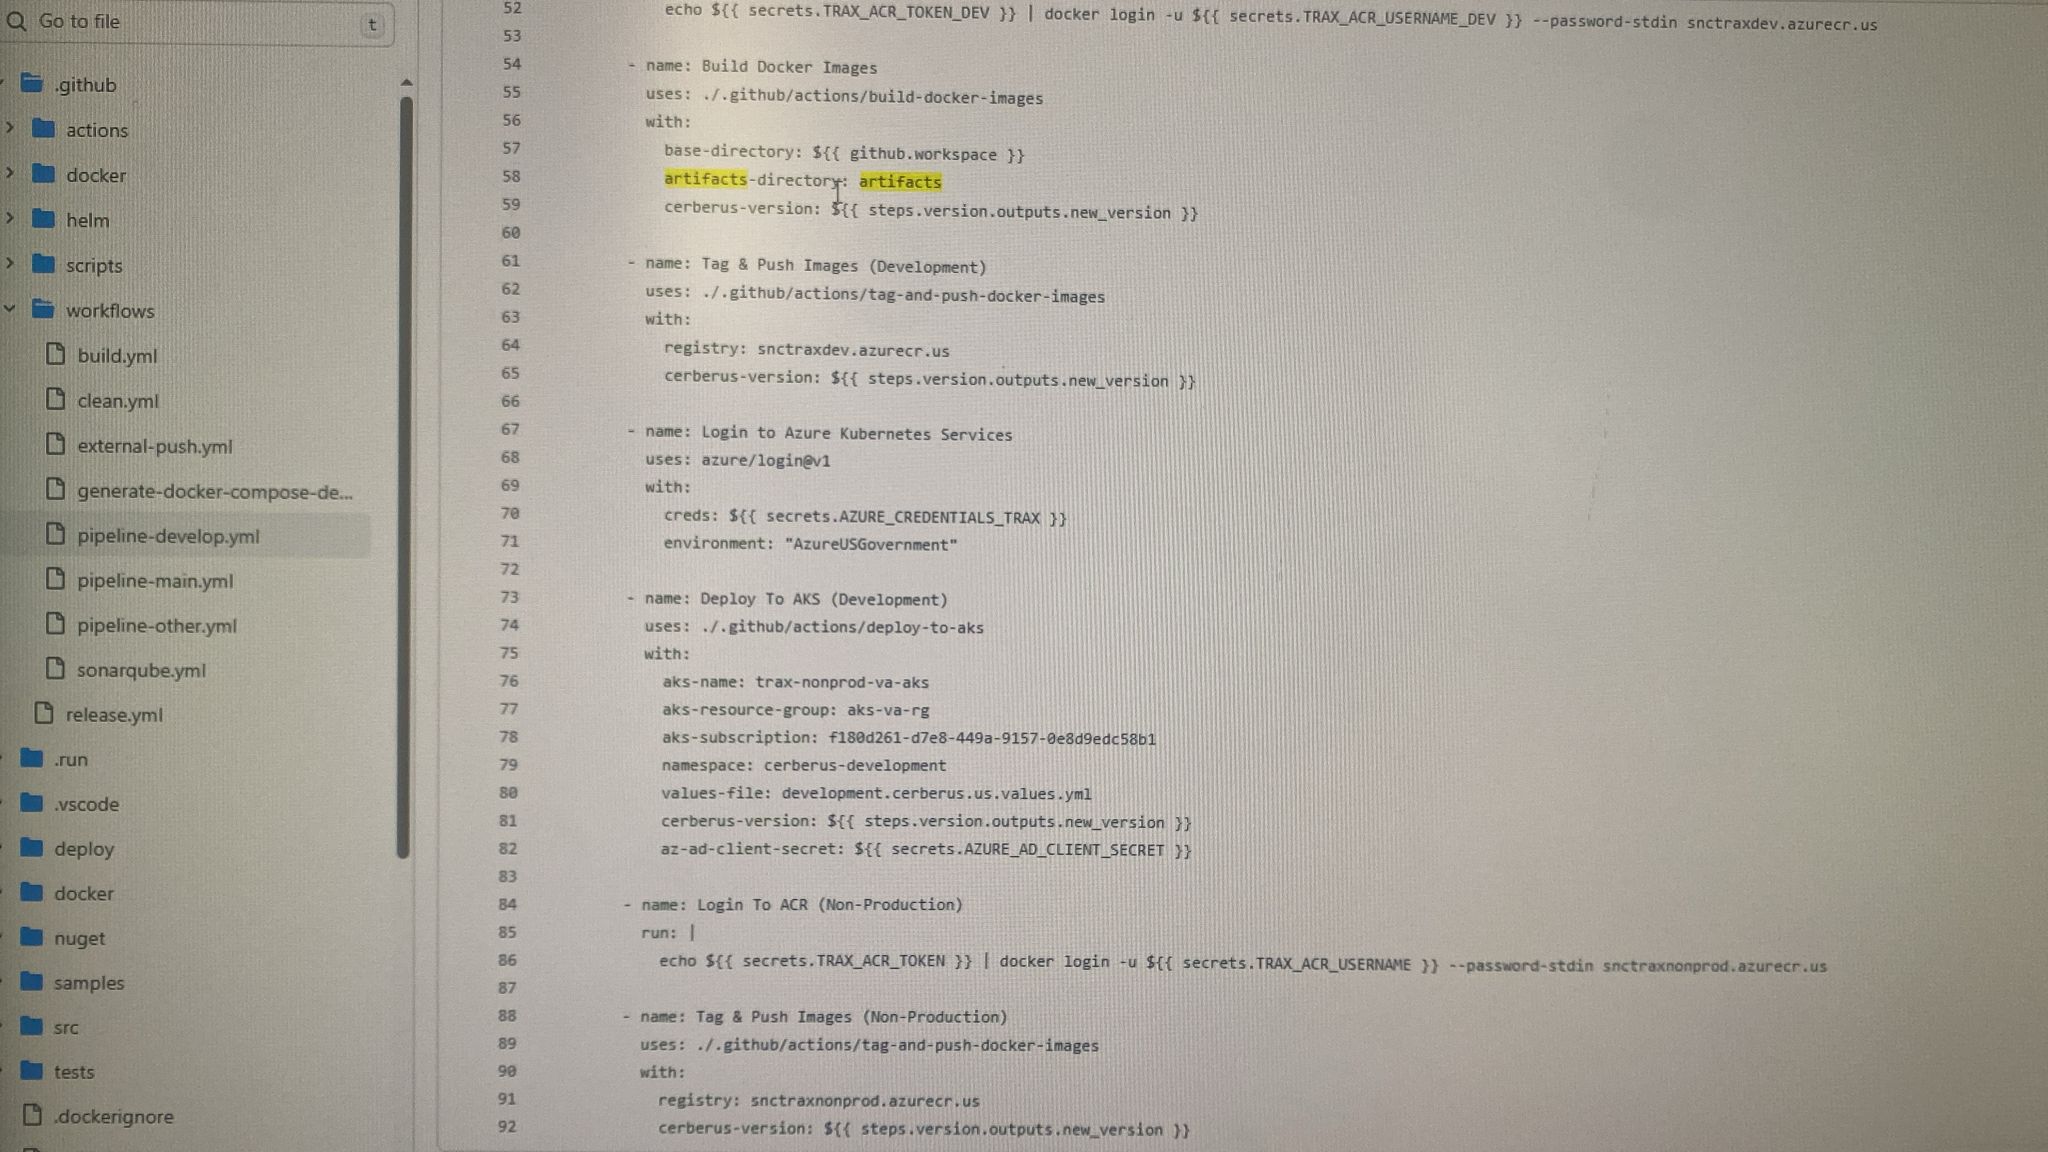 Go to file
t
.github
actions
docker
helm
scripts
workflows
build.yml
clean.yml
external-push.yml
generate-docker-compose-de...
pipeline-develop.yml
pipeline-main.yml
pipeline-other.yml
sonarqube.yml
release.yml
.run
.vscode
deploy
docker
nuget
samples
src
tests
.dockerignore
52 echo ${{ secrets.TRAX_ACR_TOKEN_DEV }} | docker login -u ${{ secrets.TRAX_ACR_USERNAME_DEV }} --password-stdin snctraxdev.azurecr.us
53
54 - name: Build Docker Images
55 uses: ./.github/actions/build-docker-images
56 with:
57 base-directory: ${{ github.workspace }}
58 artifacts-directory: artifacts
59 cerberus-version: ${{ steps.version.outputs.new_version }}
60
61 - name: Tag & Push Images (Development)
62 uses: ./.github/actions/tag-and-push-docker-images
63 with:
64 registry: snctraxdev.azurecr.us
65 cerberus-version: ${{ steps.version.outputs.new_version }}
66
67 - name: Login to Azure Kubernetes Services
68 uses: azure/login@v1
69 with:
70 creds: ${{ secrets.AZURE_CREDENTIALS_TRAX }}
71 environment: "AzureUSGovernment"
72
73 - name: Deploy To AKS (Development)
74 uses: ./.github/actions/deploy-to-aks
75 with:
76 aks-name: trax-nonprod-va-aks
77 aks-resource-group: aks-va-rg
78 aks-subscription: f180d261-d7e8-449a-9157-0e8d9edc58b1
79 namespace: cerberus-development
80 values-file: development.cerberus.us.values.yml
81 cerberus-version: ${{ steps.version.outputs.new_version }}
82 az-ad-client-secret: ${{ secrets.AZURE_AD_CLIENT_SECRET }}
83
84 - name: Login To ACR (Non-Production)
85 run: |
86 echo ${{ secrets.TRAX_ACR_TOKEN }} | docker login -u ${{ secrets.TRAX_ACR_USERNAME }} --password-stdin snctraxnonprod.azurecr.us
87
88 - name: Tag & Push Images (Non-Production)
89 uses: ./.github/actions/tag-and-push-docker-images
90 with:
91 registry: snctraxnonprod.azurecr.us
92 cerberus-version: ${{ steps.version.outputs.new_version }}